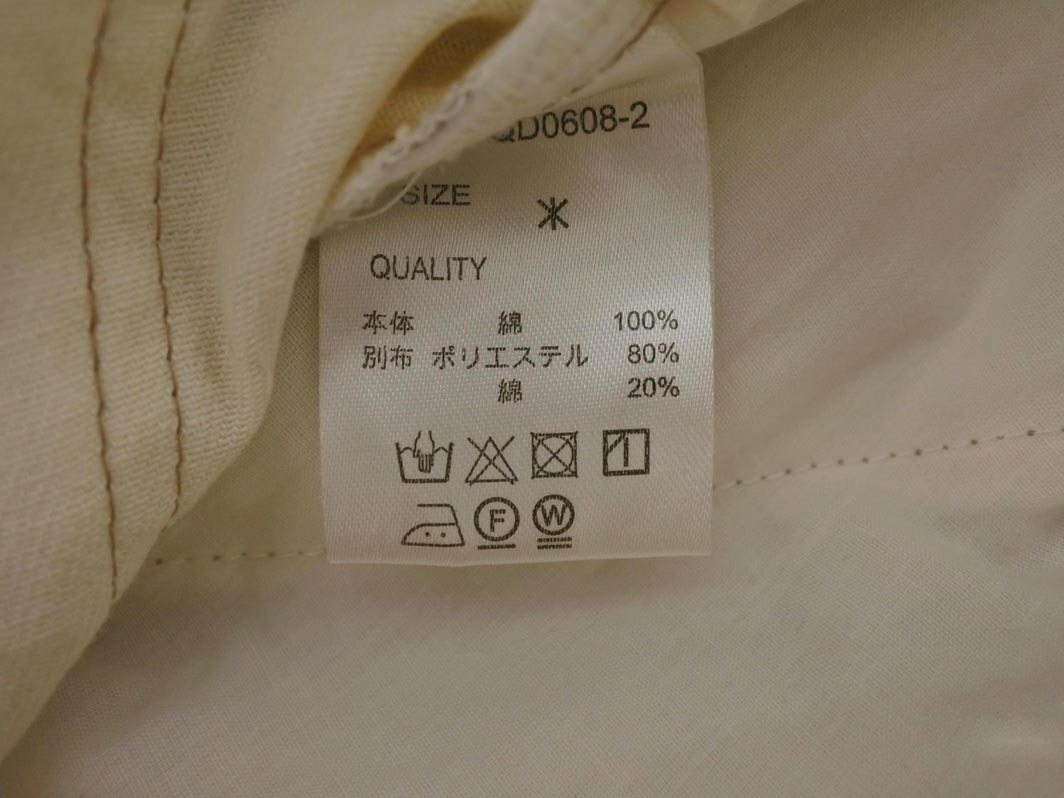 QD0608-2
SIZE
QUALITY
本体 綿 100%
別布 ポリエステル 80%
綿 20%
F W